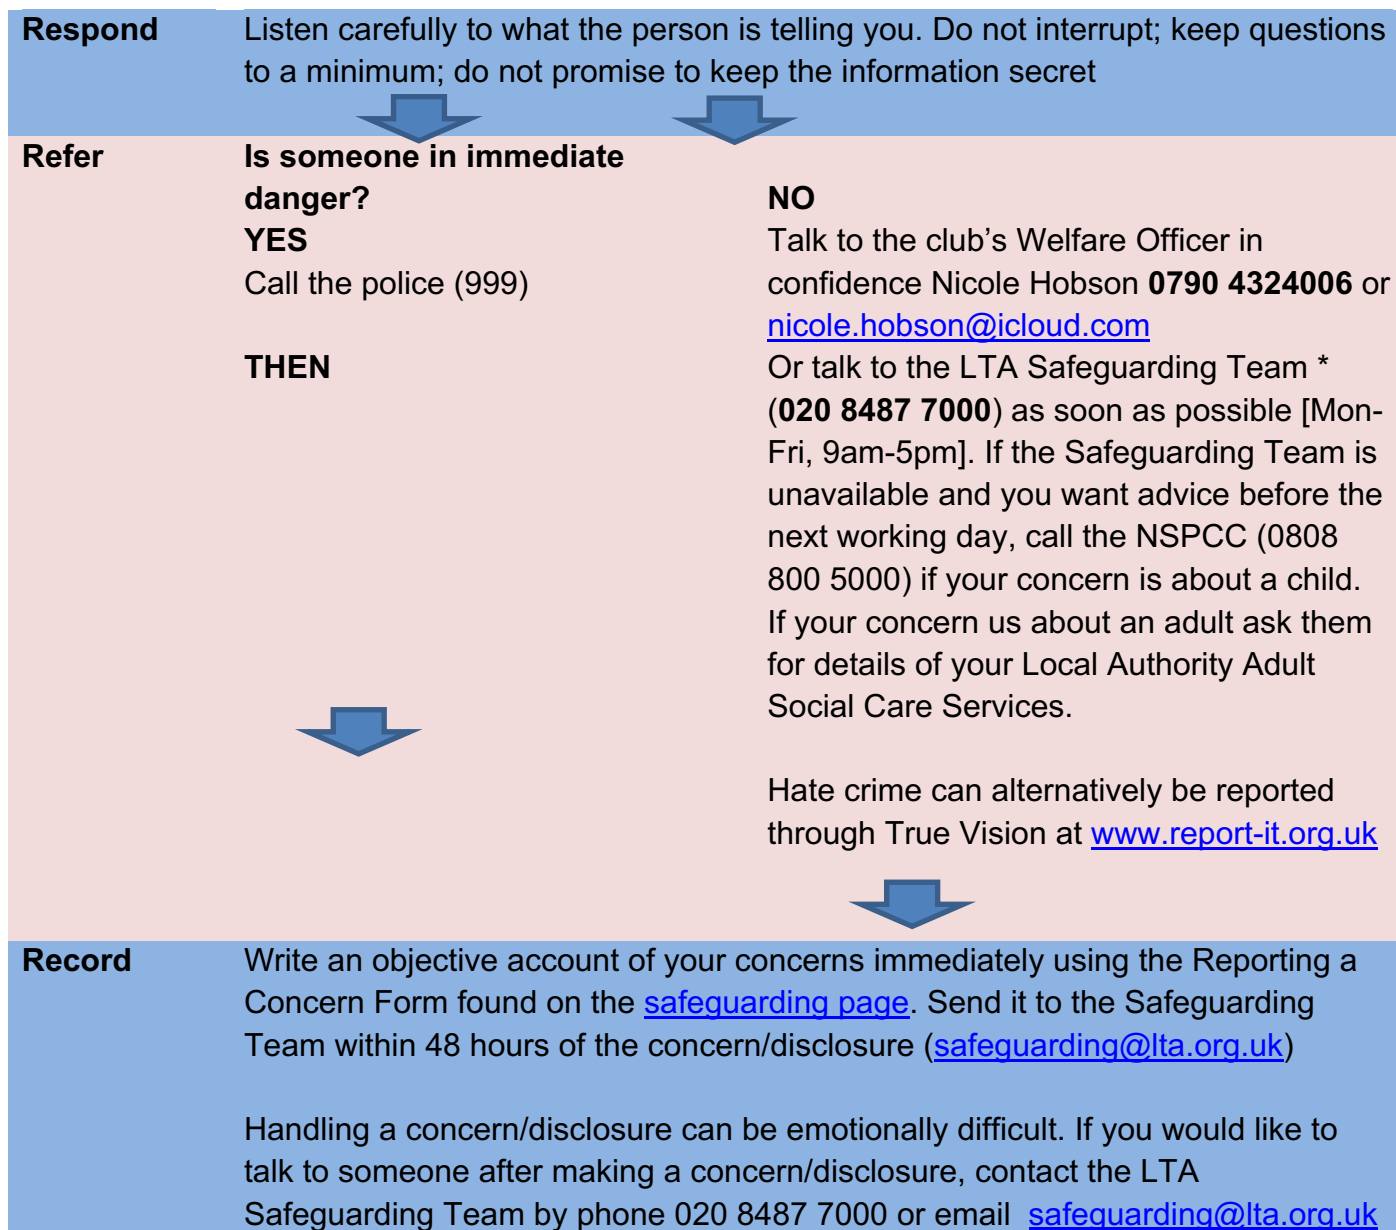 Respond
Listen carefully to what the person is telling you. Do not interrupt; keep questions
to a minimum; do not promise to keep the information secret
Refer
Is someone in immediate
danger?
YES
Call the police (999)
THEN
NO
Talk to the club’s Welfare Officer in
confidence Nicole Hobson 0790 4324006 or
nicole.hobson@icloud.com
Or talk to the LTA Safeguarding Team *
(020 8487 7000) as soon as possible [Mon-
Fri, 9am-5pm]. If the Safeguarding Team is
unavailable and you want advice before the
next working day, call the NSPCC (0808
800 5000) if your concern is about a child.
If your concern us about an adult ask them
for details of your Local Authority Adult
Social Care Services.
Hate crime can alternatively be reported
through True Vision at www.report-it.org.uk
Record
Write an objective account of your concerns immediately using the Reporting a
Concern Form found on the safeguarding page. Send it to the Safeguarding
Team within 48 hours of the concern/disclosure (safeguarding@lta.org.uk)
Handling a concern/disclosure can be emotionally difficult. If you would like to
talk to someone after making a concern/disclosure, contact the LTA
Safeguarding Team by phone 020 8487 7000 or email safeguarding@lta.org.uk